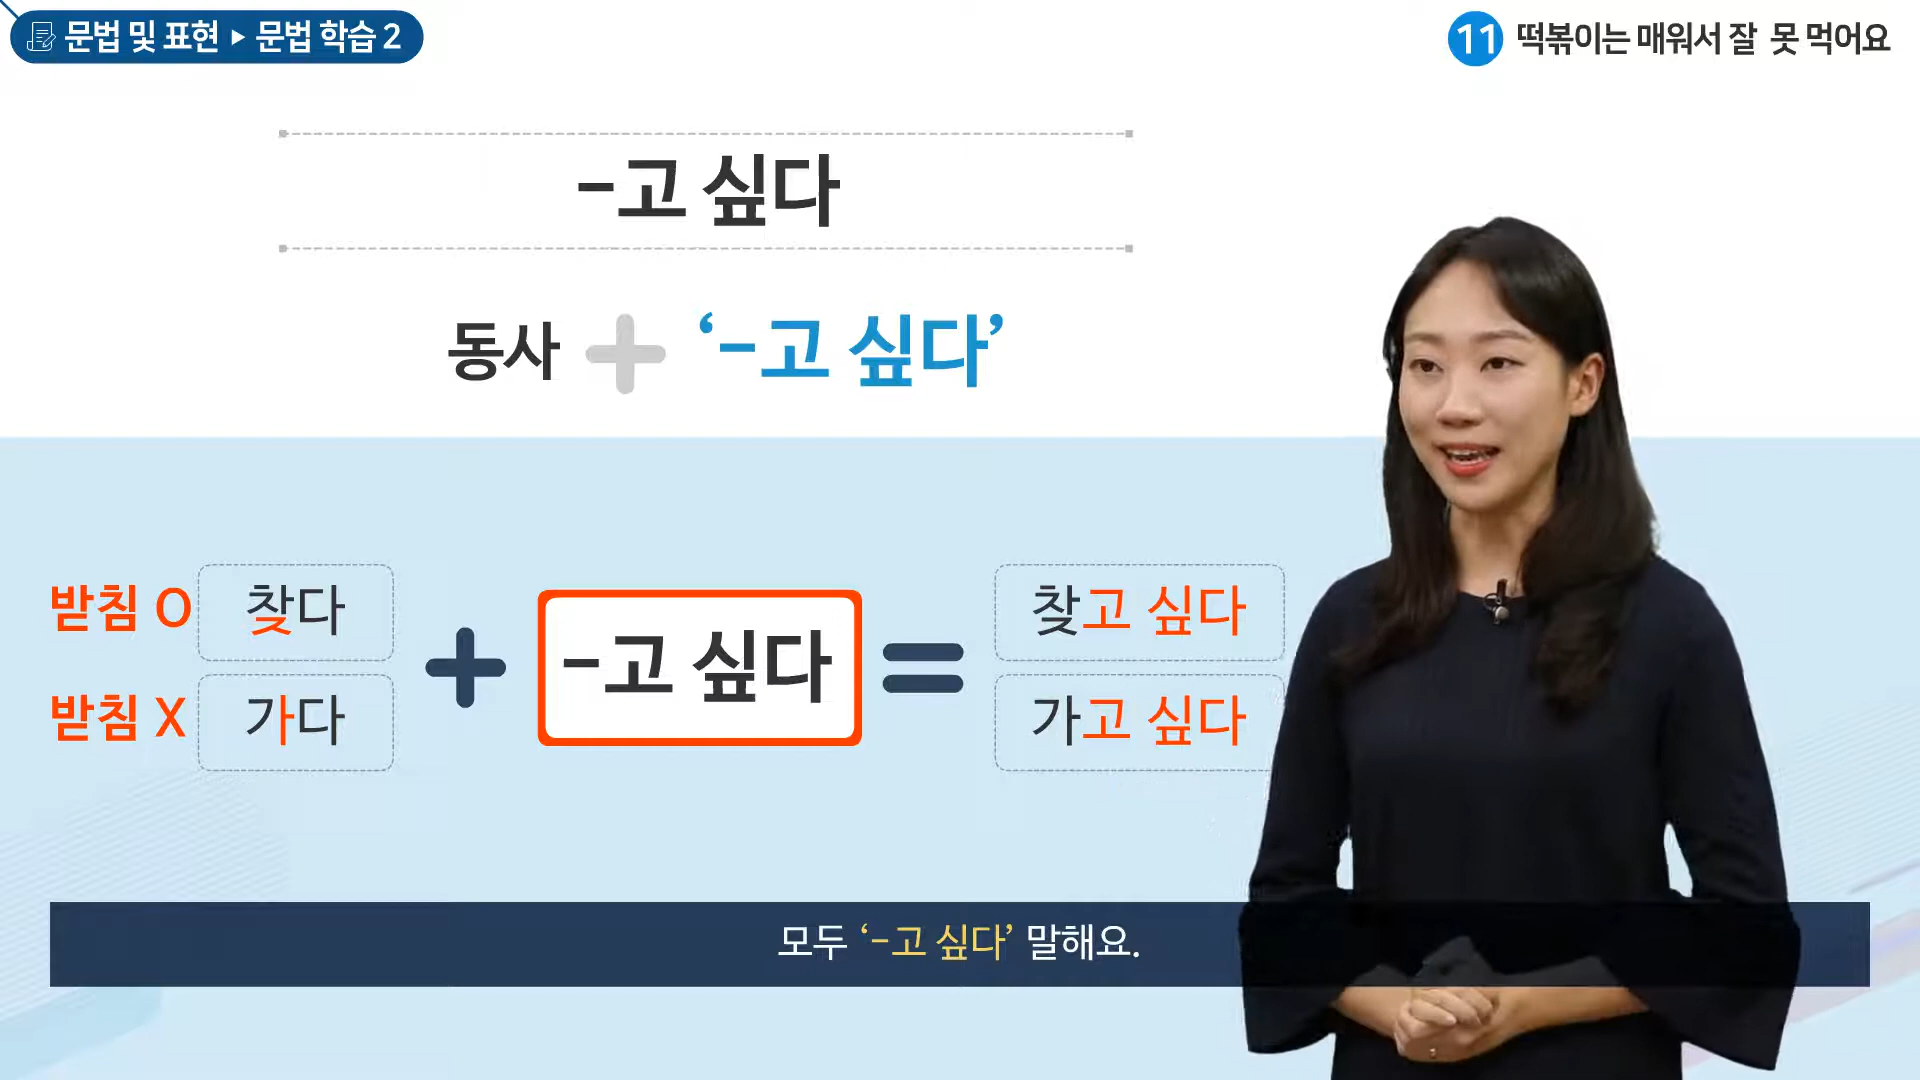 문법 및 표현 ▶ 문법 학습 2
11 떡볶이는 매워서 잘 못 먹어요
-고 싶다
동사 + ‘-고 싶다’
받침 O 찾다
받침 X 가다
+ -고 싶다 =
찾고 싶다
가고 싶다
모두 ‘-고 싶다’ 말해요.